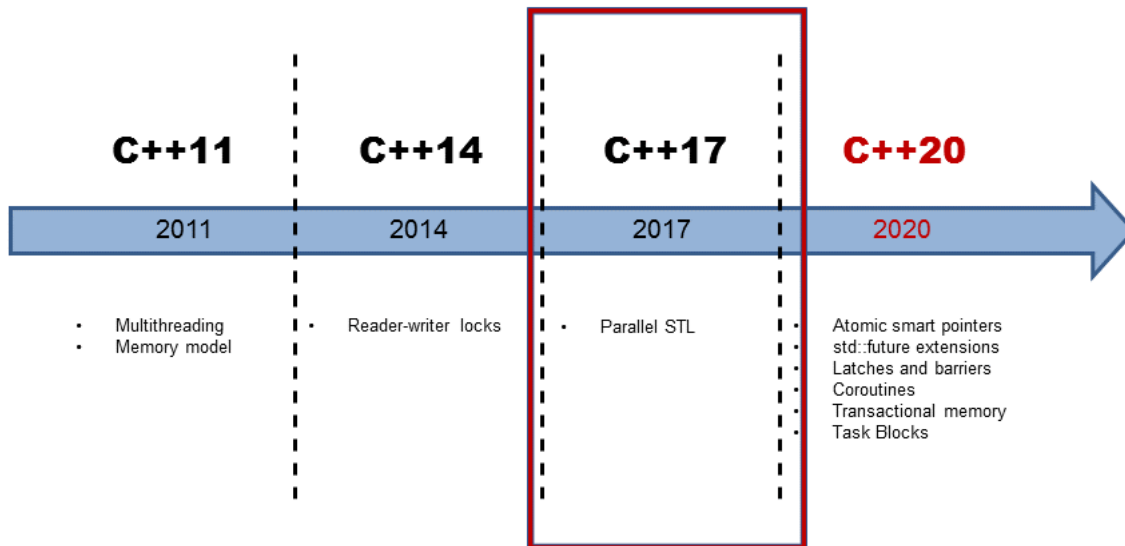 C++11
C++14
C++17
C++20
2011
2014
2017
2020
• Multithreading
• Memory model
• Reader-writer locks
• Parallel STL
• Atomic smart pointers
• std::future extensions
• Latches and barriers
• Coroutines
• Transactional memory
• Task Blocks